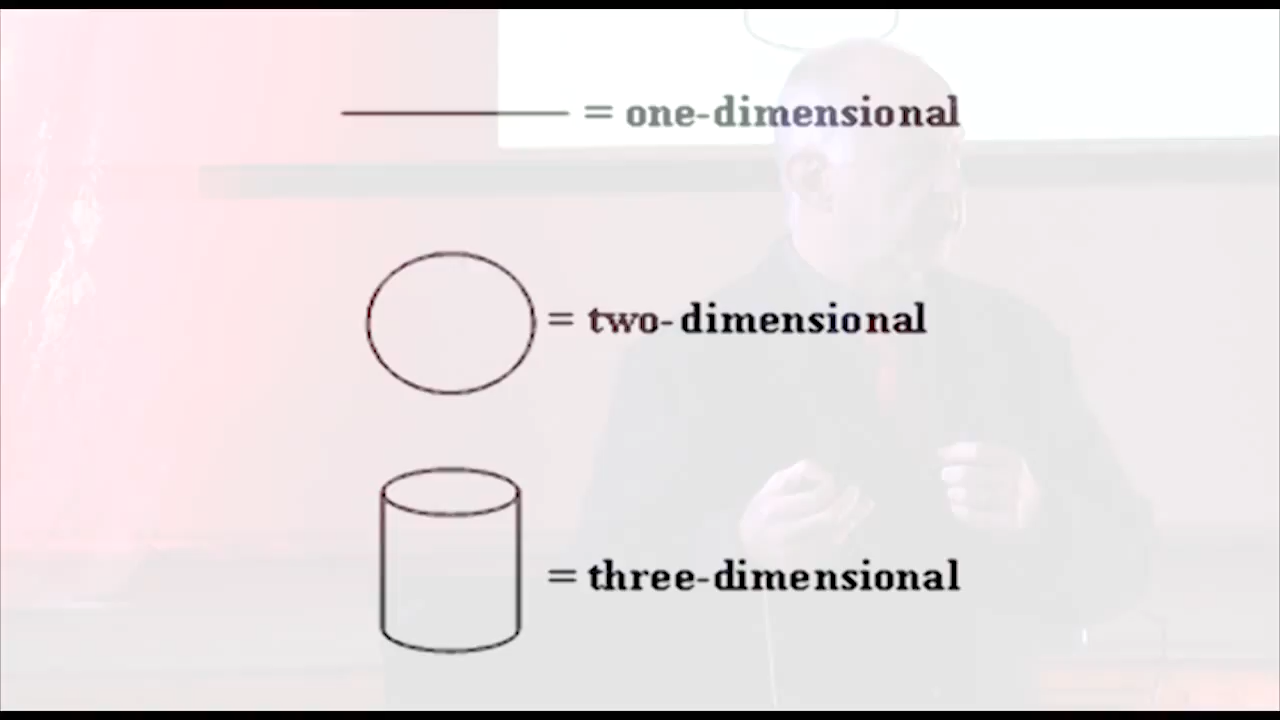 = one-dimensional
= two-dimensional
= three-dimensional